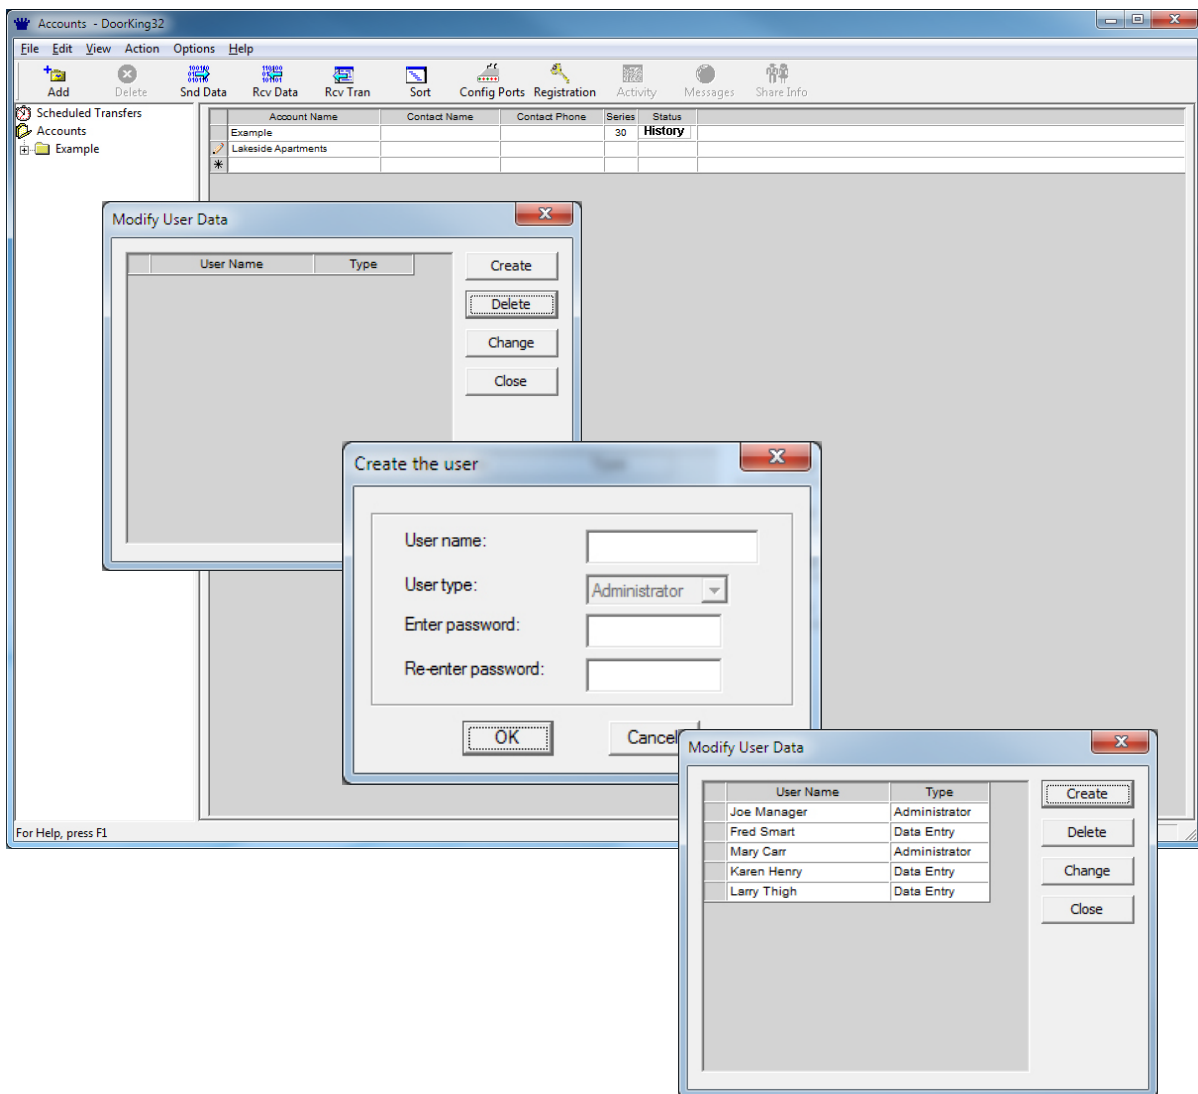 Accounts - DoorKing32
File Edit View Action Options Help
Add Delete Snd Data Rcv Data Rcv Tran Sort Config Ports Registration Activity Messages Share Info
Scheduled Transfers
Accounts
Example
Account Name Contact Name Contact Phone Series Status
Example 30 History
Lakeside Apartments
Modify User Data
User Name Type
Create
Delete
Change
Close
Create the user
User name:
User type: Administrator
Enter password:
Re-enter password:
OK Cancel
Modify User Data
User Name Type
Joe Manager Administrator
Fred Smart Data Entry
Mary Carr Administrator
Karen Henry Data Entry
Larry Thigh Data Entry
Create
Delete
Change
Close
For Help, press F1